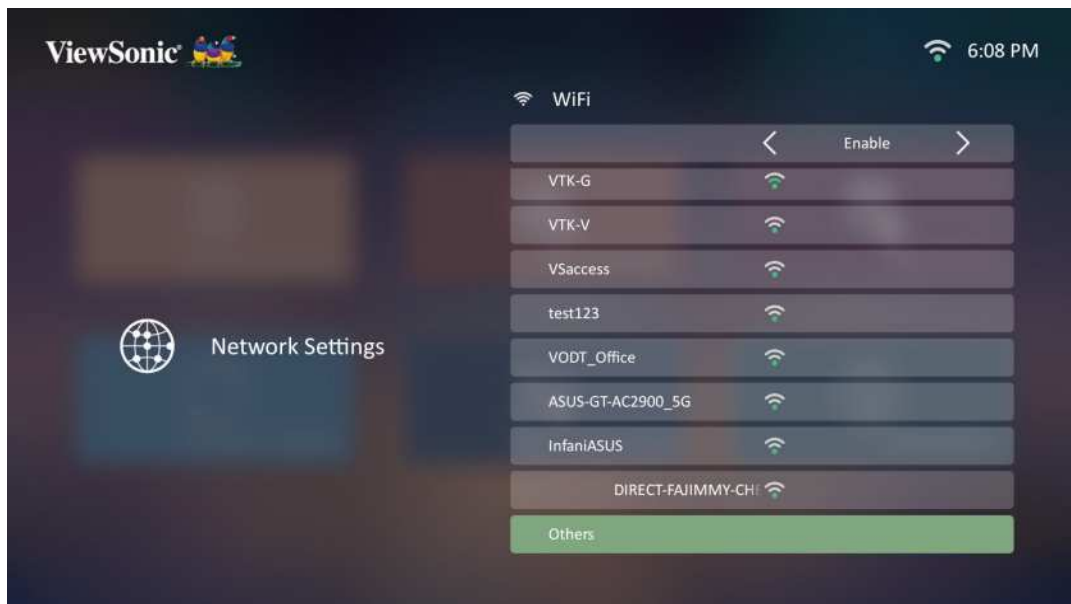 ViewSonic®
6:08 PM
WiFi
Enable
VTK-G
VTK-V
VSaccess
test123
VODT_Office
Network Settings
ASUS-GT-AC2900_5G
InfaniASUS
DIRECT-FAJIMMY-CH
Others